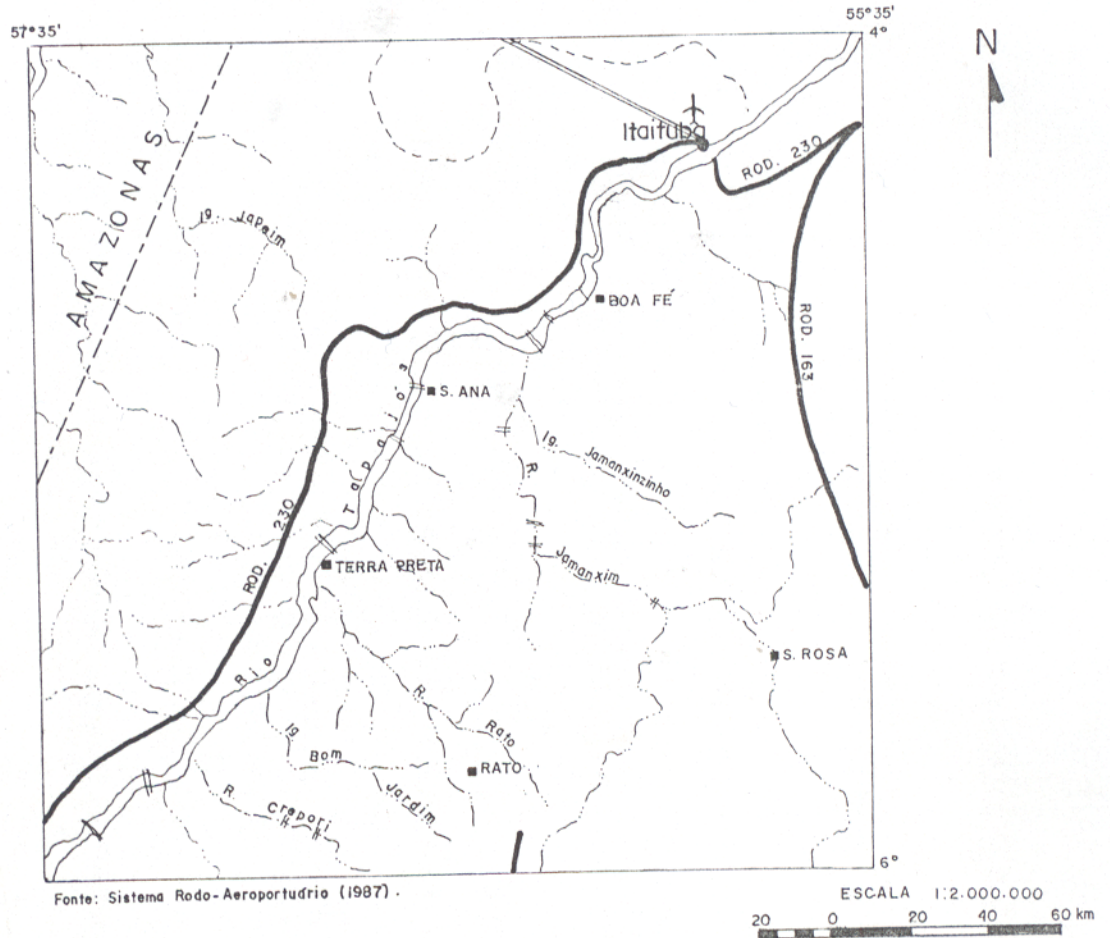 57°35'
55°35'
4°
N
AMAZONAS
Itaituba
ROD. 230
Ig. Japeim
BOA FÉ
ROD. 163
S. ANA
Rio Tapajós
Ig. Jamanxinzinho
R. Jamanxim
ROD. 230
TERRA PRETA
S. ROSA
R. Rato
Ig. Bom Jardim
RATO
R. Crepori
6°
Fonte: Sistema Rodo-Aeroportuário (1987).
ESCALA 1:2.000.000
20 0 20 40 60 km